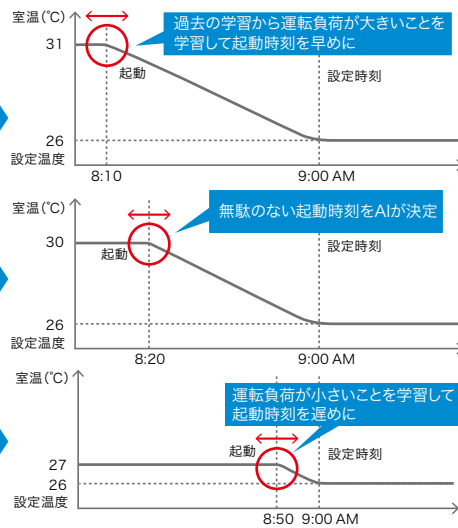 室温(℃)
過去の学習から運転負荷が大きいことを
学習して起動時刻を早めに
31
起動
設定時刻
26
設定温度
8:10
9:00 AM
室温(℃)
無駄のない起動時刻をAIが決定
30
起動
設定時刻
26
設定温度
8:20
9:00 AM
室温(℃)
運転負荷が小さいことを学習して
起動時刻を遅めに
起動
設定時刻
27
26
設定温度
8:50
9:00 AM